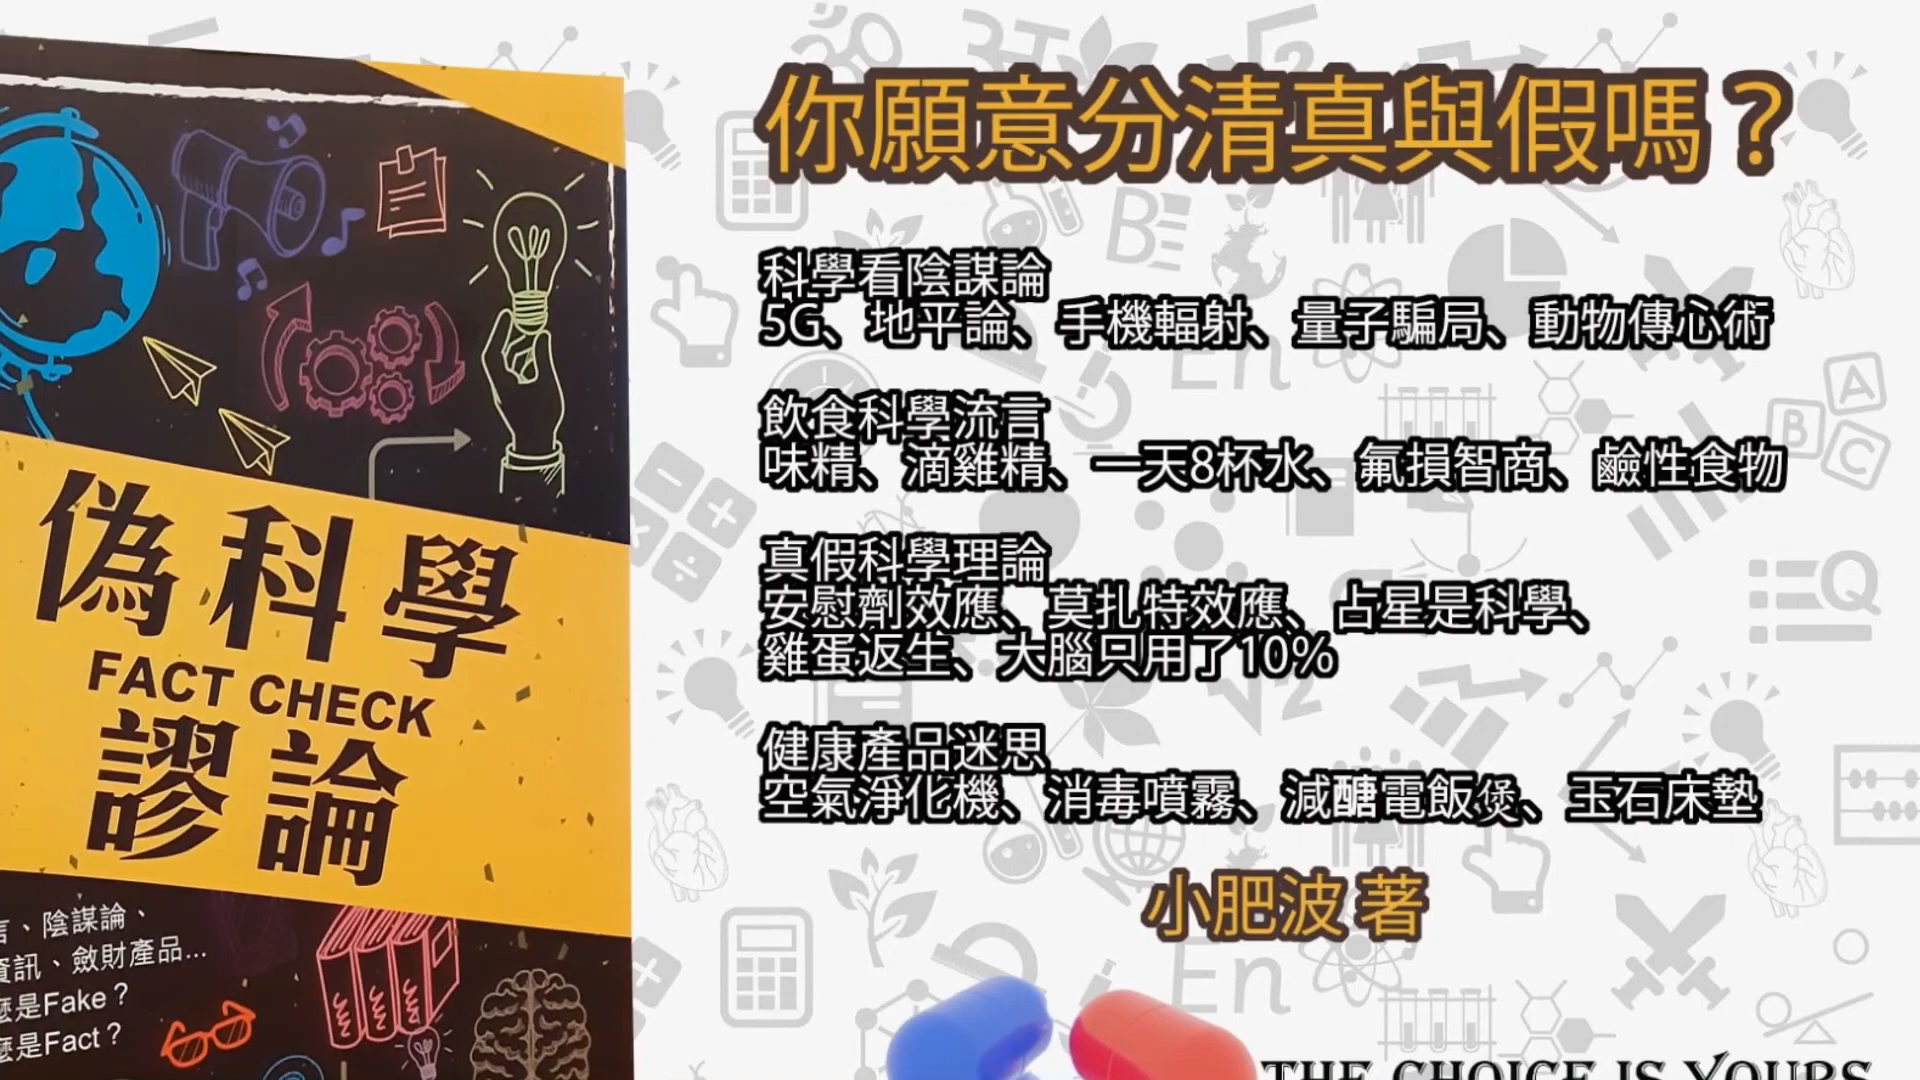 你願意分清真與假嗎？
科學看陰謀論
5G、地平論、手機輻射、量子騙局、動物傳心術
飲食科學流言
味精、滴雞精、一天8杯水、氟損智商、鹼性食物
真假科學理論
安慰劑效應、莫扎特效應、占星是科學、
雞蛋返生、大腦只用了10%
健康產品迷思
空氣淨化機、消毒噴霧、減醣電飯煲、玉石床墊
小肥波 著
THE CHOICE IS YOURS
偽科學
FACT CHECK
謬論
言、陰謀論、
資訊、斂財產品...
麼是Fake？
麼是Fact？